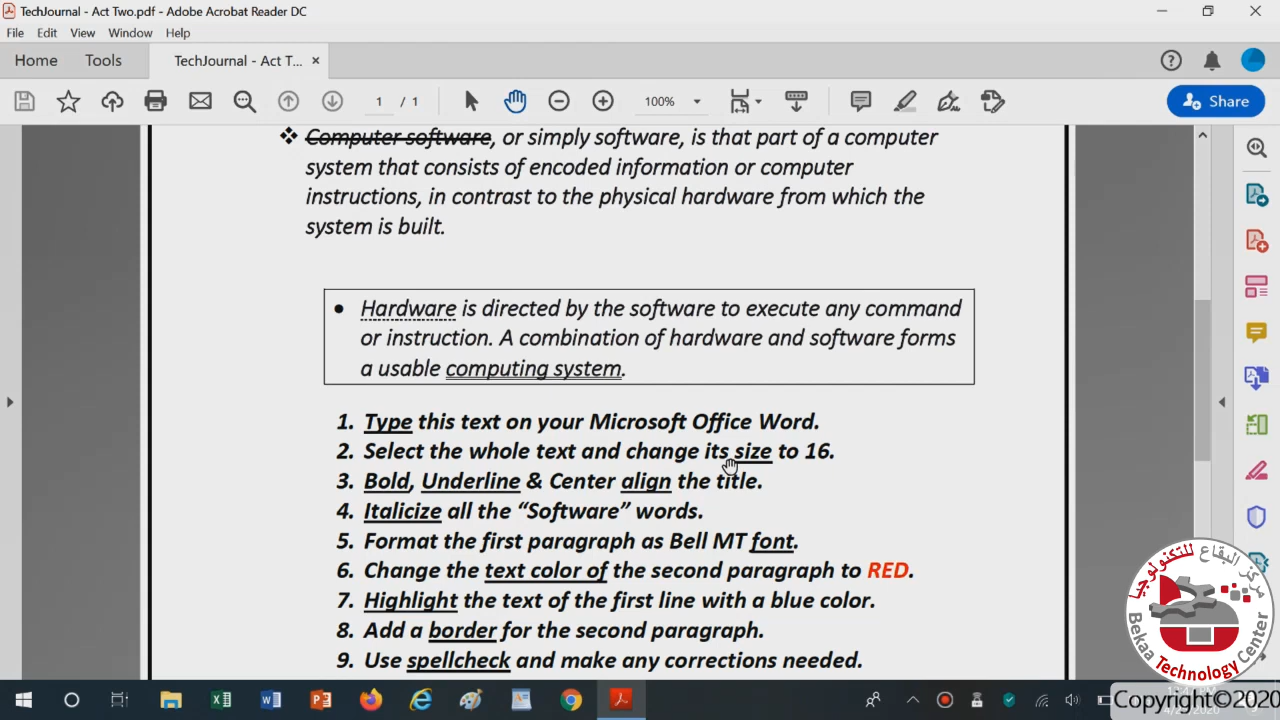 TechJournal - Act Two.pdf - Adobe Acrobat Reader DC
File Edit View Window Help
Home Tools TechJournal - Act T... ×
1 / 1 100% Share
❖ Computer software, or simply software, is that part of a computer
system that consists of encoded information or computer
instructions, in contrast to the physical hardware from which the
system is built.
• Hardware is directed by the software to execute any command
or instruction. A combination of hardware and software forms
a usable computing system.
1. Type this text on your Microsoft Office Word.
2. Select the whole text and change its size to 16.
3. Bold, Underline & Center align the title.
4. Italicize all the “Software” words.
5. Format the first paragraph as Bell MT font.
6. Change the text color of the second paragraph to RED.
7. Highlight the text of the first line with a blue color.
8. Add a border for the second paragraph.
9. Use spellcheck and make any corrections needed.
مركز البقاع للتكنولوجيا
Bekaa Technology Center
Copyright©2020